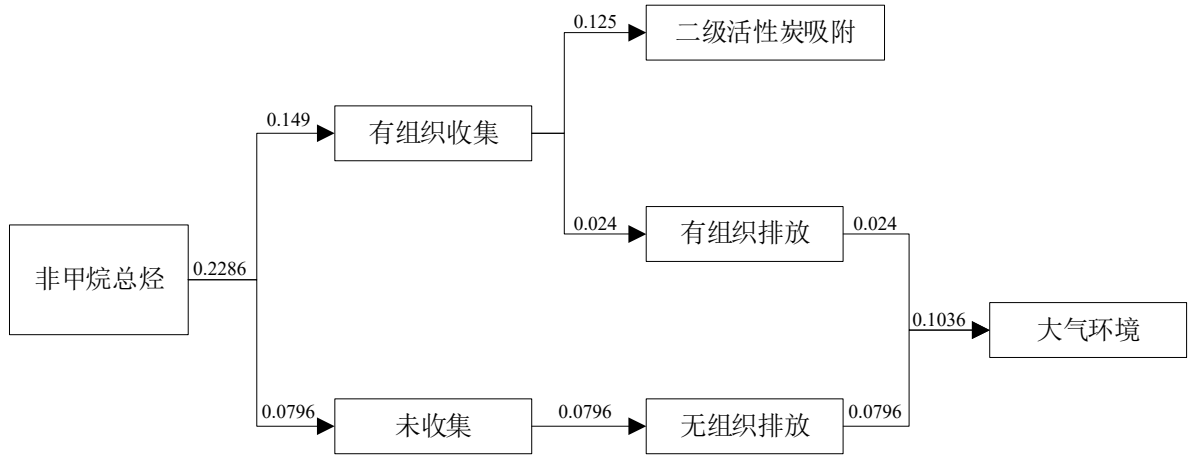 0.125
二级活性炭吸附
0.149
有组织收集
0.024
有组织排放
0.024
非甲烷总烃
0.2286
0.1036
大气环境
0.0796
未收集
0.0796
无组织排放
0.0796